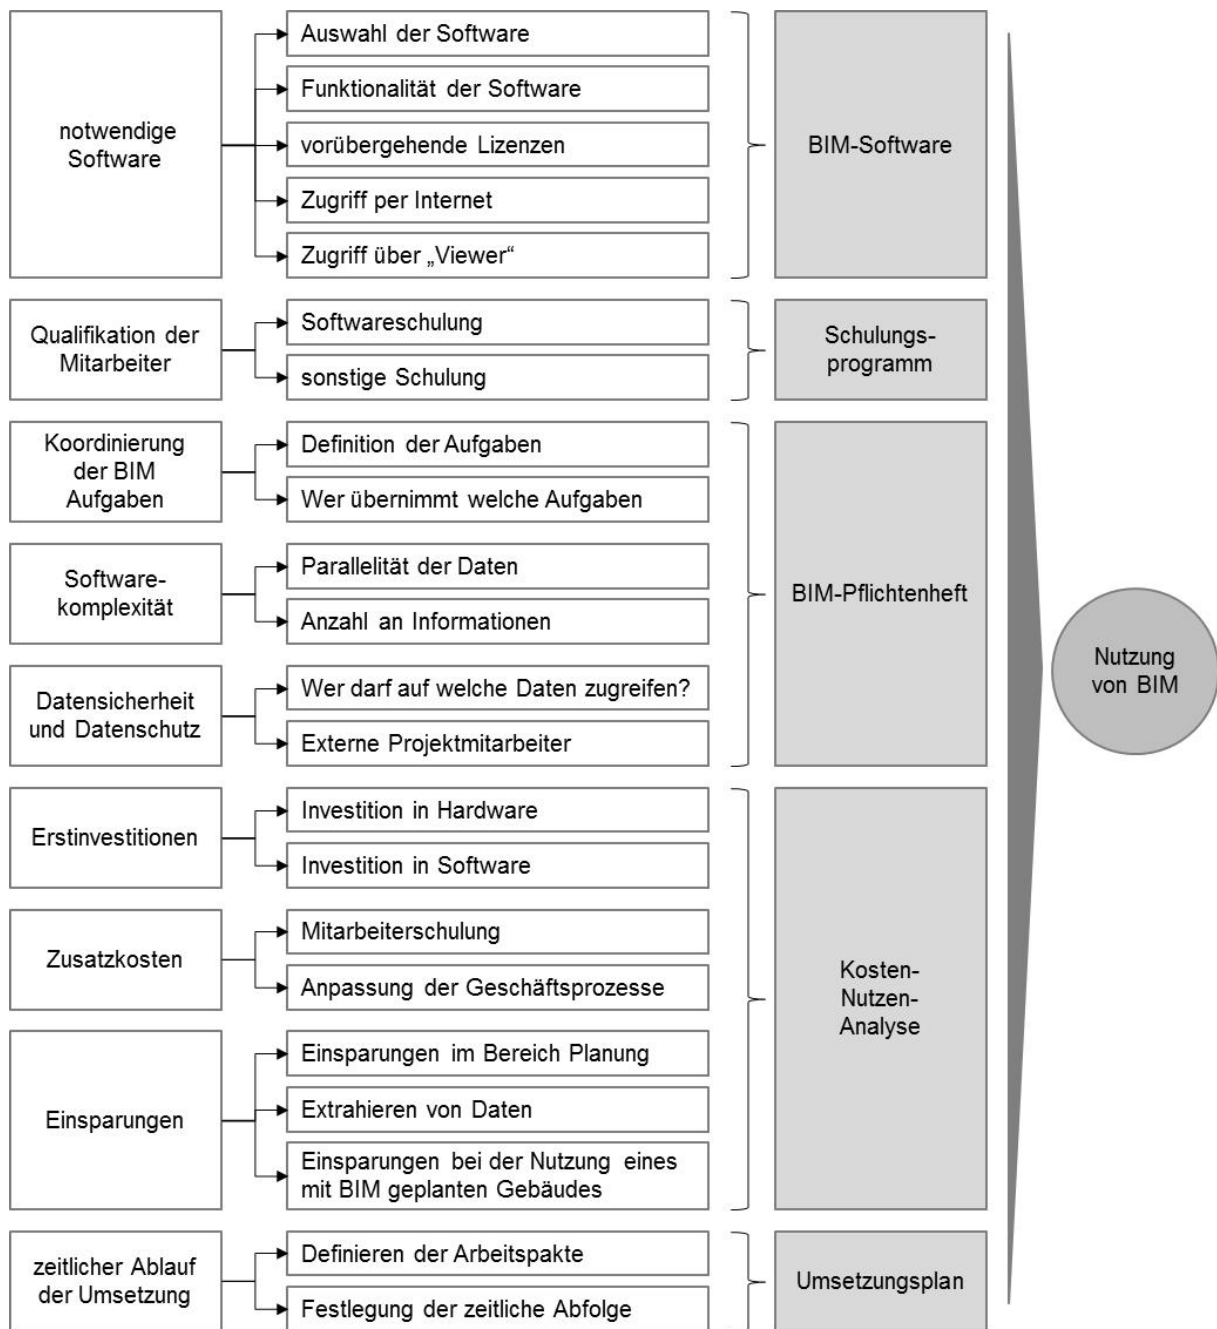 notwendige
Software
Auswahl der Software
Funktionalität der Software
vorübergehende Lizenzen
Zugriff per Internet
Zugriff über „Viewer“
BIM-Software
Qualifikation der
Mitarbeiter
Softwareschulung
sonstige Schulung
Schulungs-
programm
Koordinierung
der BIM
Aufgaben
Definition der Aufgaben
Wer übernimmt welche Aufgaben
Software-
komplexität
Parallelität der Daten
Anzahl an Informationen
Datensicherheit
und Datenschutz
Wer darf auf welche Daten zugreifen?
Externe Projektmitarbeiter
BIM-Pflichtenheft
Erstinvestitionen
Investition in Hardware
Investition in Software
Zusatzkosten
Mitarbeiterschulung
Anpassung der Geschäftsprozesse
Einsparungen
Einsparungen im Bereich Planung
Extrahieren von Daten
Einsparungen bei der Nutzung eines
mit BIM geplanten Gebäudes
Kosten-
Nutzen-
Analyse
zeitlicher Ablauf
der Umsetzung
Definieren der Arbeitspakte
Festlegung der zeitliche Abfolge
Umsetzungsplan
Nutzung
von BIM